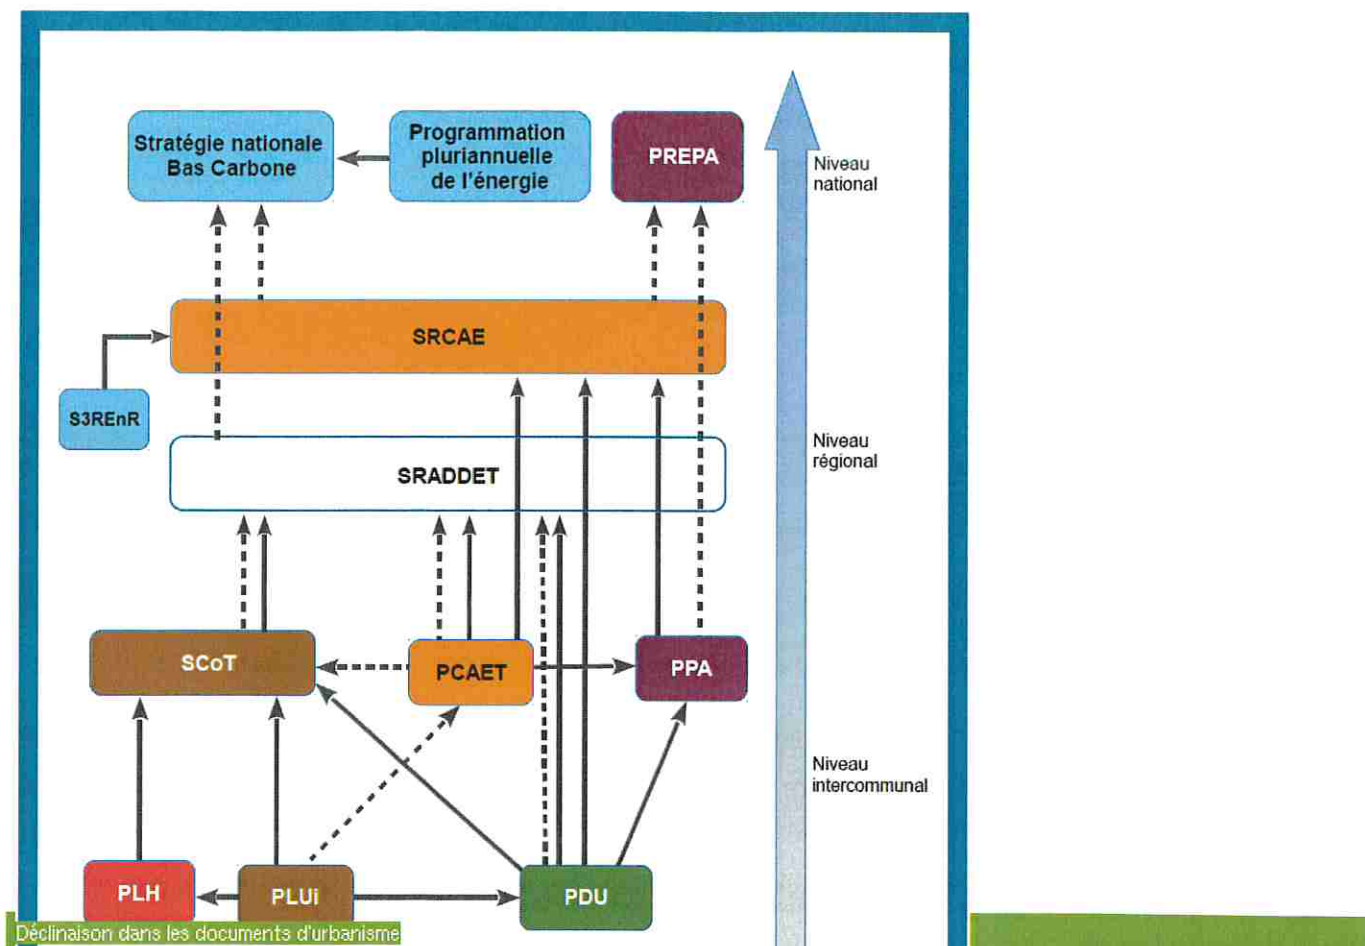 Stratégie nationale
Bas Carbone
Programmation
pluriannuelle
de l'énergie
PREPA
Niveau
national
SRCAE
S3REnR
Niveau
régional
SRADDET
SCoT
PCAET
PPA
Niveau
intercommunal
PLH
PLUi
PDU
Déclinaison dans les documents d'urbanisme